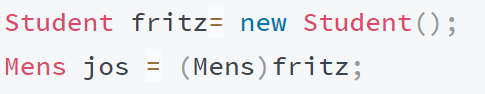 Student fritz= new Student();
Mens jos = (Mens)fritz;